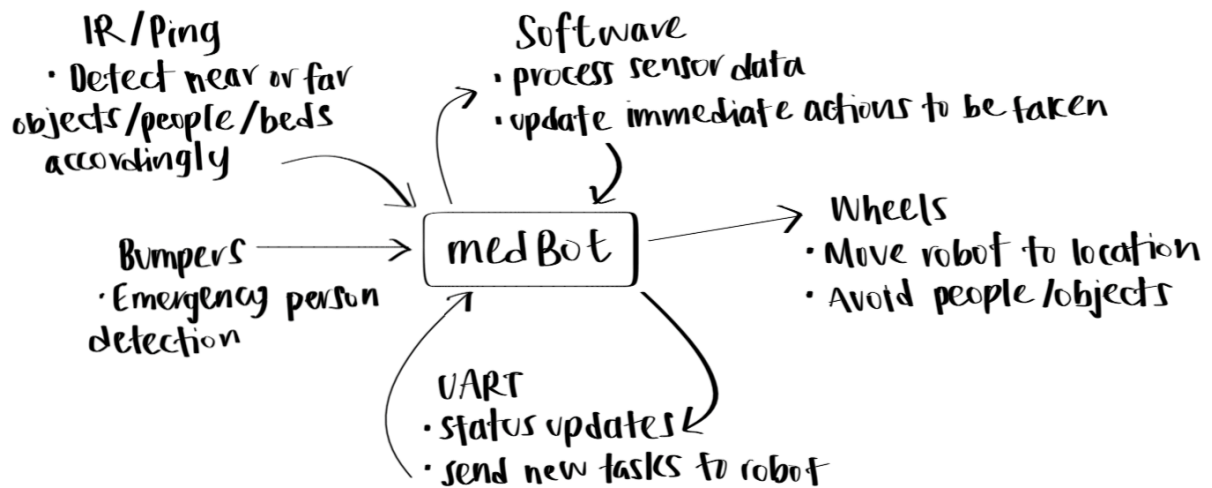 IR/Ping
· Detect near or far
objects/people/beds
accordingly
Software
· process sensor data
· update immediate actions to be taken
Bumpers
· Emergency person
detection
medBot
Wheels
· Move robot to location
· Avoid people/objects
UART
· status updates
· send new tasks to robot